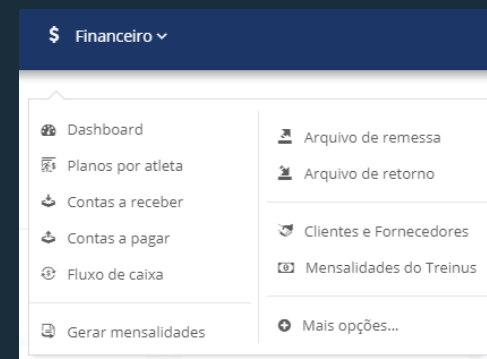 $ Financeiro
Dashboard
Planos por atleta
Contas a receber
Contas a pagar
Fluxo de caixa
Gerar mensalidades
Arquivo de remessa
Arquivo de retorno
Clientes e Fornecedores
Mensalidades do Treinus
Mais opções...